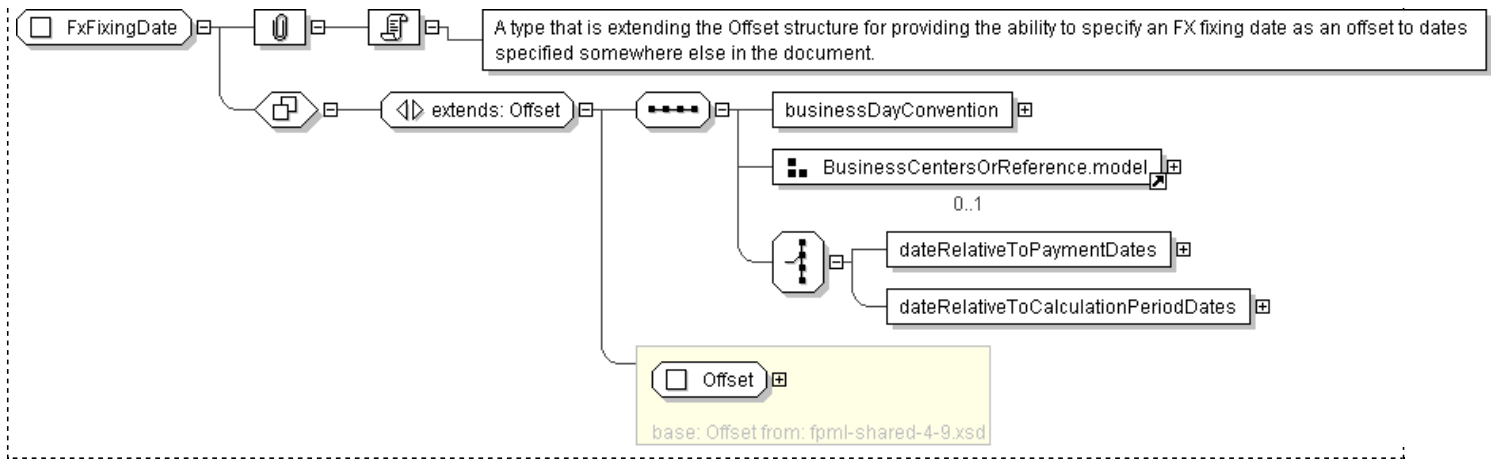 FxFixingDate
A type that is extending the Offset structure for providing the ability to specify an FX fixing date as an offset to dates
specified somewhere else in the document.
extends: Offset
businessDayConvention
BusinessCentersOrReference.model
0..1
dateRelativeToPaymentDates
dateRelativeToCalculationPeriodDates
Offset
base: Offset from: fpml-shared-4-9.xsd